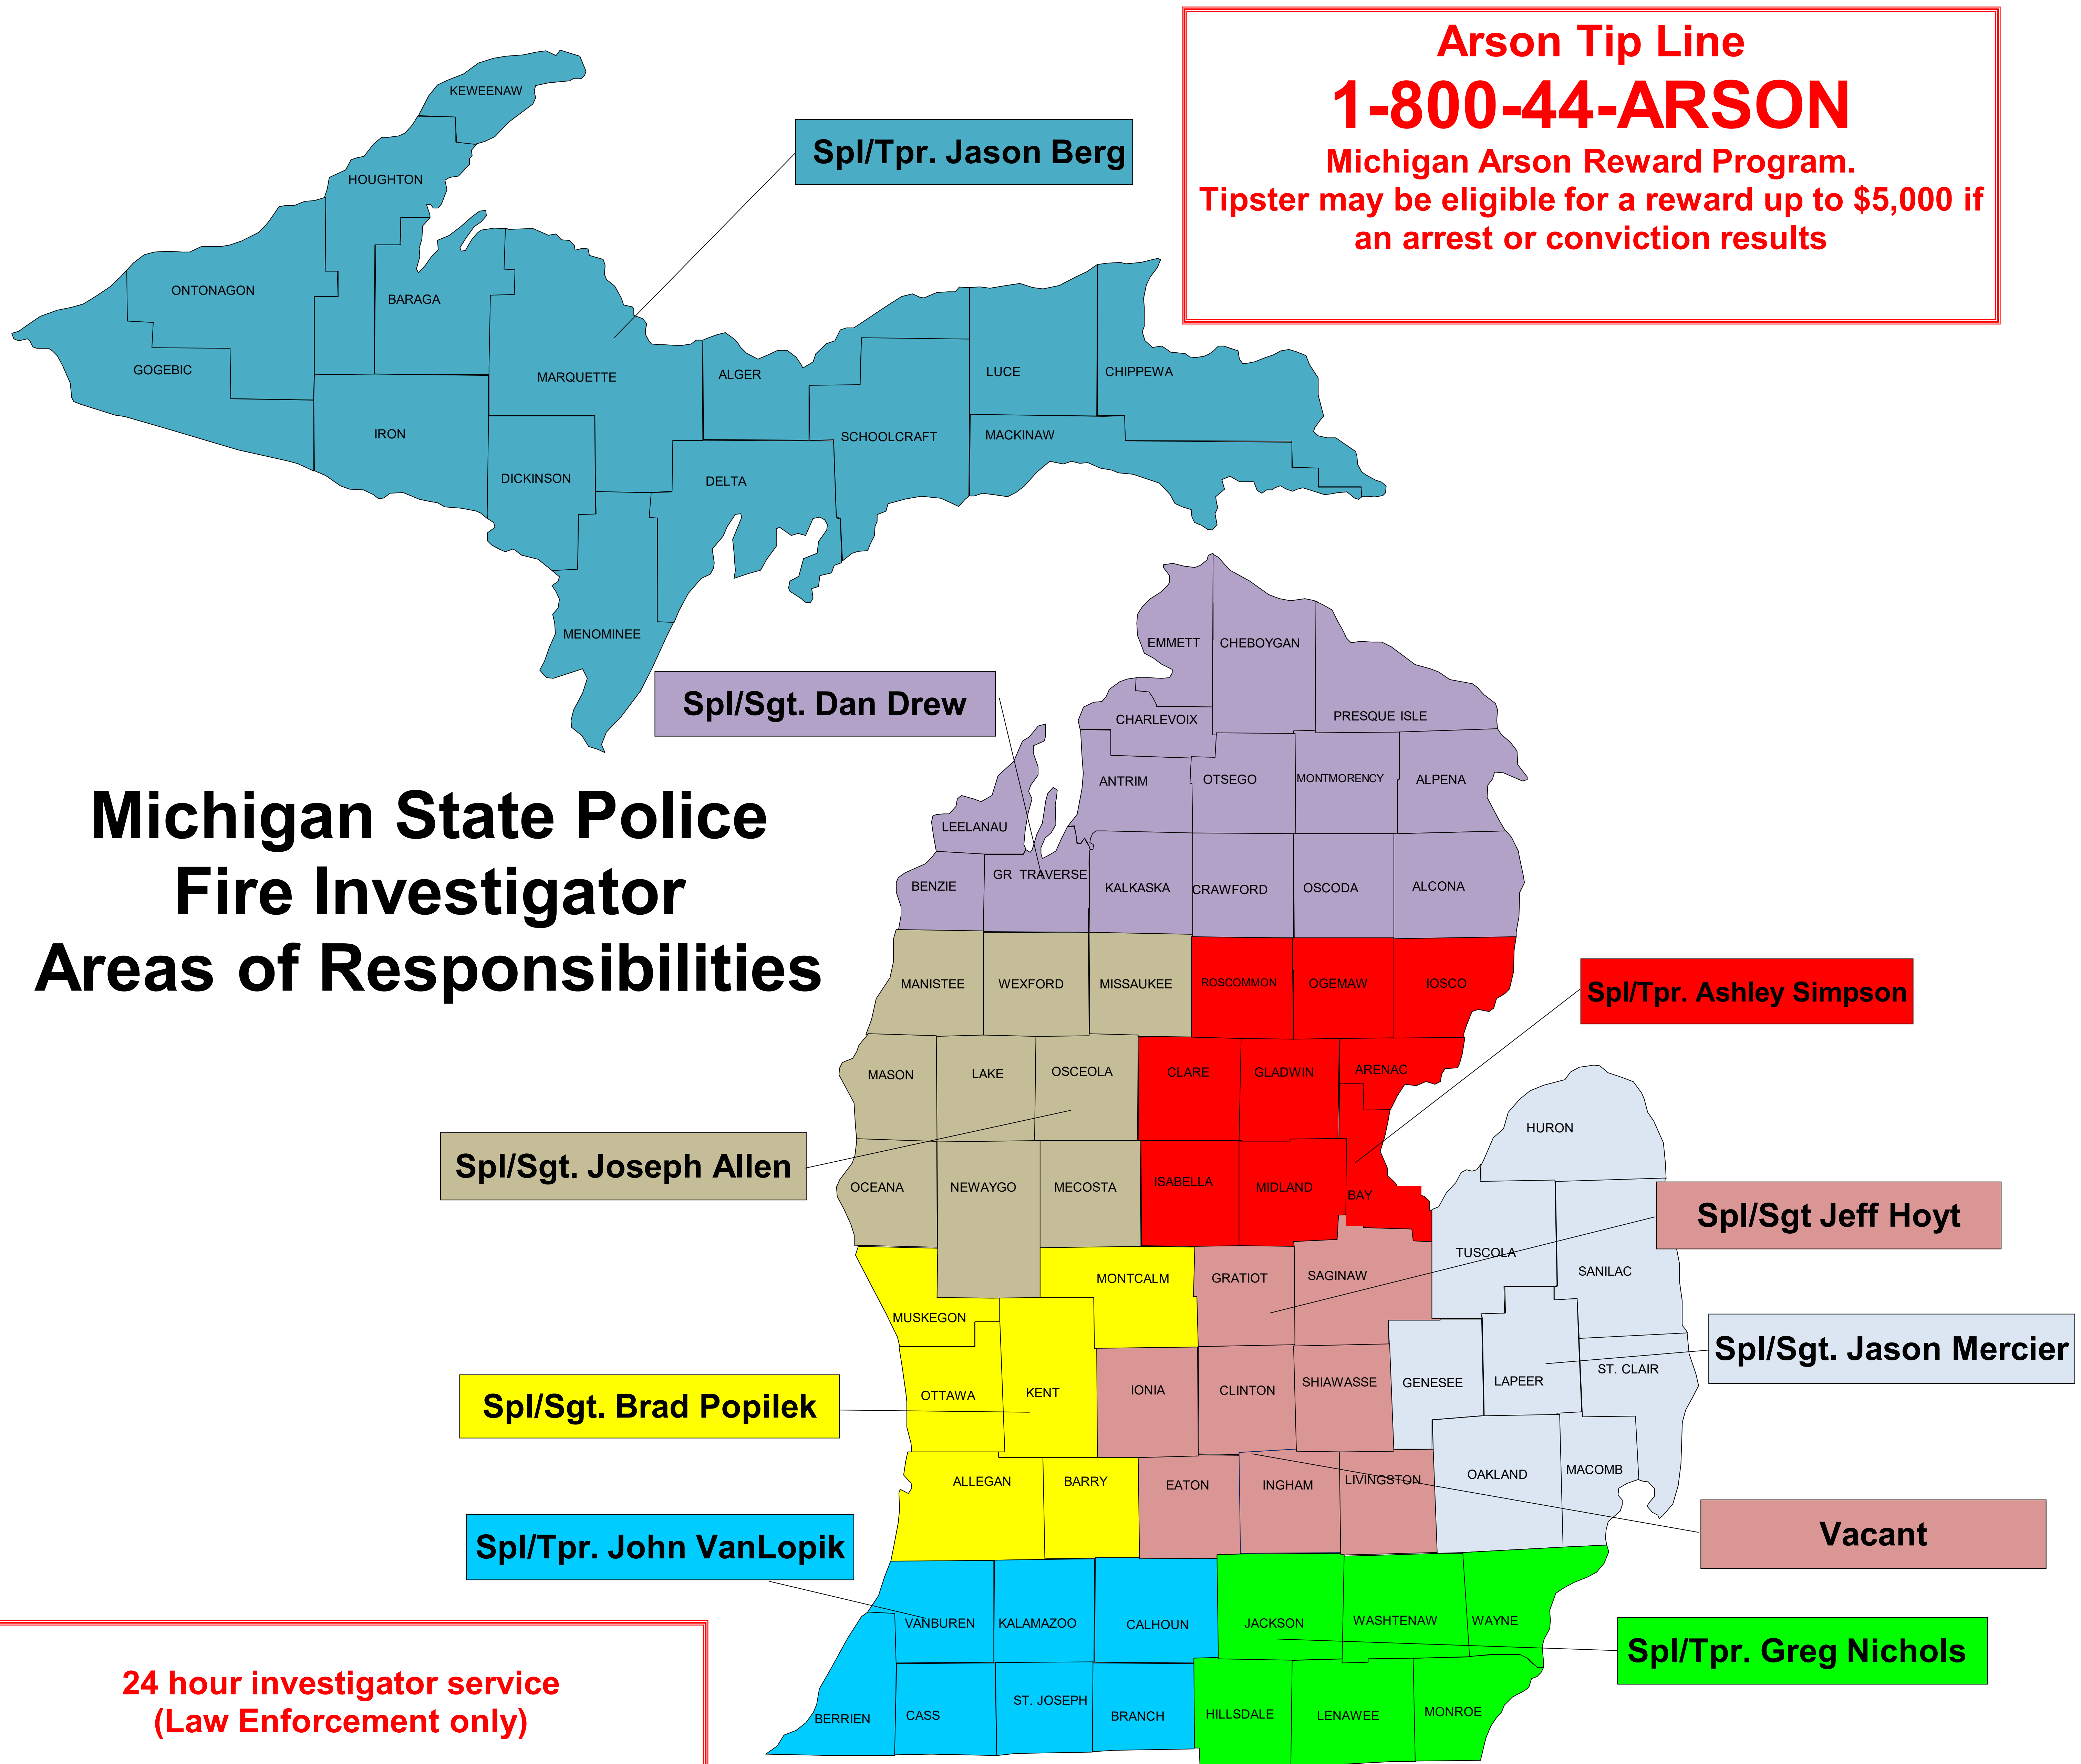 Arson Tip Line
1-800-44-ARSON
Michigan Arson Reward Program.
Tipster may be eligible for a reward up to $5,000 if
an arrest or conviction results
KEWEENAW
Spl/Tpr. Jason Berg
HOUGHTON
ONTONAGON
BARAGA
GOGEBIC
MARQUETTE
ALGER
LUCE
CHIPPEWA
IRON
SCHOOLCRAFT
MACKINAW
DICKINSON
DELTA
MENOMINEE
EMMETT
CHEBOYGAN
Spl/Sgt. Dan Drew
CHARLEVOIX
PRESQUE ISLE
ANTRIM
OTSEGO
MONTMORENCY
ALPENA
Michigan State Police
Fire Investigator
Areas of Responsibilities
LEELANAU
BENZIE
GR TRAVERSE
KALKASKA
CRAWFORD
OSCODA
ALCONA
MANISTEE
WEXFORD
MISSAUKEE
ROSCOMMON
OGEMAW
IOSCO
Spl/Tpr. Ashley Simpson
MASON
LAKE
OSCEOLA
CLARE
GLADWIN
ARENAC
HURON
Spl/Sgt. Joseph Allen
OCEANA
NEWAYGO
MECOSTA
ISABELLA
MIDLAND
BAY
Spl/Sgt Jeff Hoyt
TUSCOLA
SANILAC
MONTCALM
GRATIOT
SAGINAW
MUSKEGON
Spl/Sgt. Jason Mercier
ST. CLAIR
Spl/Sgt. Brad Popilek
OTTAWA
KENT
IONIA
CLINTON
SHIAWASSE
GENESEE
LAPEER
ALLEGAN
BARRY
EATON
INGHAM
LIVINGSTON
OAKLAND
MACOMB
Vacant
Spl/Tpr. John VanLopik
VANBUREN
KALAMAZOO
CALHOUN
JACKSON
WASHTENAW
WAYNE
Spl/Tpr. Greg Nichols
24 hour investigator service
(Law Enforcement only)
BERRIEN
CASS
ST. JOSEPH
BRANCH
HILLSDALE
LENAWEE
MONROE